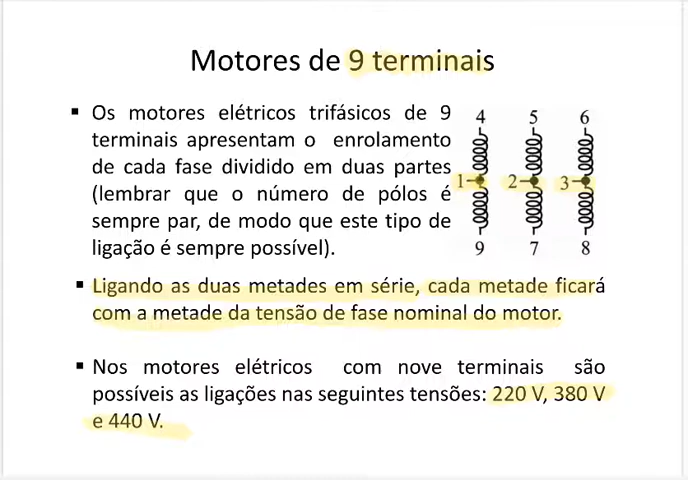 Motores de 9 terminais
▪ Os motores elétricos trifásicos de 9
terminais apresentam o enrolamento
de cada fase dividido em duas partes
(lembrar que o número de pólos é
sempre par, de modo que este tipo de
ligação é sempre possível).
4 5 6
1 2 3
9 7 8
▪ Ligando as duas metades em série, cada metade ficará
com a metade da tensão de fase nominal do motor.
▪ Nos motores elétricos com nove terminais são
possíveis as ligações nas seguintes tensões: 220 V, 380 V
e 440 V.